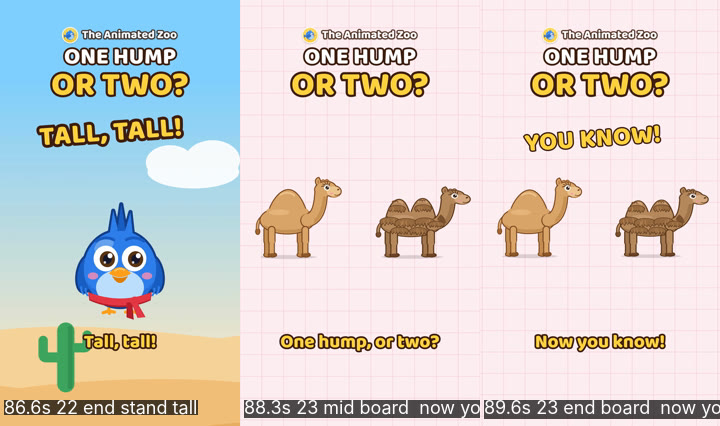 The Animated Zoo
ONE HUMP
OR TWO?
TALL, TALL!
Tall, tall!
86.6s 22 end stand tall
The Animated Zoo
ONE HUMP
OR TWO?
One hump, or two?
88.3s 23 mid board now yo
The Animated Zoo
ONE HUMP
OR TWO?
YOU KNOW!
Now you know!
89.6s 23 end board now yo